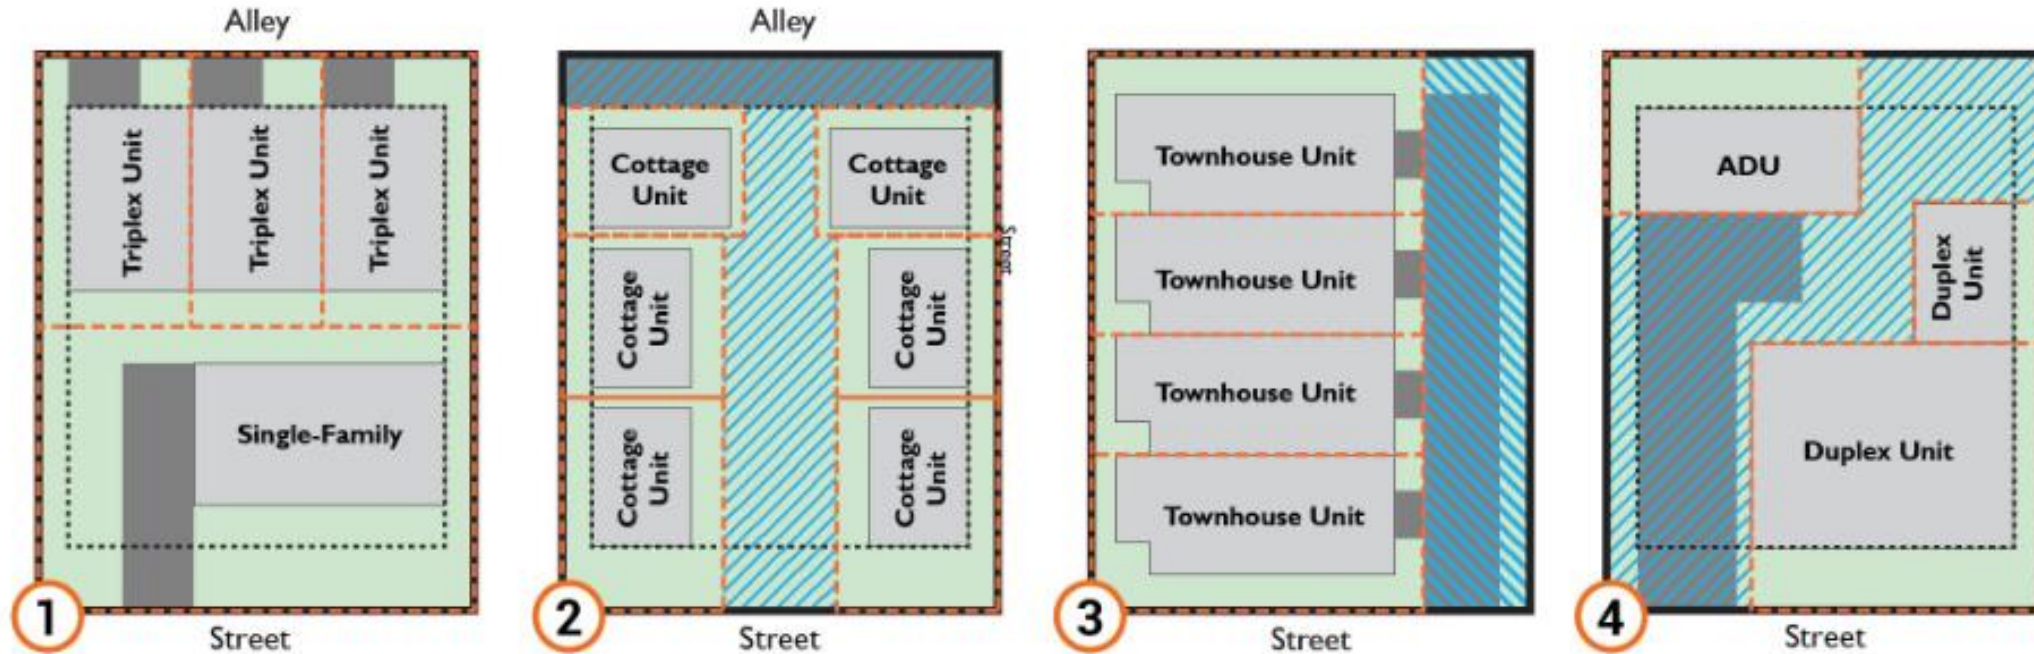 Alley
Triplex Unit
Triplex Unit
Triplex Unit
Single-Family
1
Street
Alley
Cottage
Unit
Cottage
Unit
Cottage
Unit
Cottage
Unit
Cottage
Unit
Cottage
Unit
Street
2
Street
Townhouse Unit
Townhouse Unit
Townhouse Unit
Townhouse Unit
3
Street
ADU
Duplex
Unit
Duplex Unit
4
Street